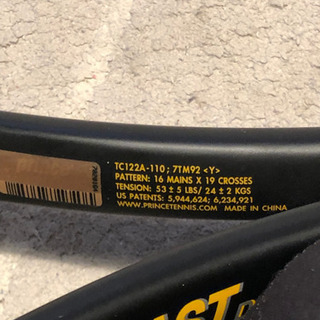 TC122A-110 ; 7TM92 <Y>
PATTERN: 16 MAINS X 19 CROSSES
TENSION: 53 ± 5 LBS/ 24 ± 2 KGS
US PATENTS: 5,944,624; 6,234,921
WWW.PRINCETENNIS.COM MADE IN CHINA